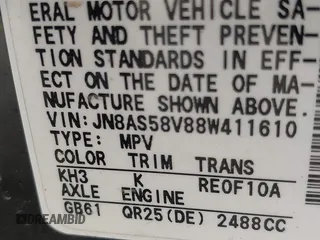 ERAL MOTOR VEHICLE SA-
FETY AND THEFT PREVEN-
TION STANDARDS IN EFF-
ECT ON THE DATE OF MA-
NUFACTURE SHOWN ABOVE.
VIN: JN8AS58V88W411610
TYPE: MPV
COLOR TRIM TRANS
KH3 K RE0F10A
AXLE ENGINE
GB61 QR25(DE) 2488CC
DREAMBID